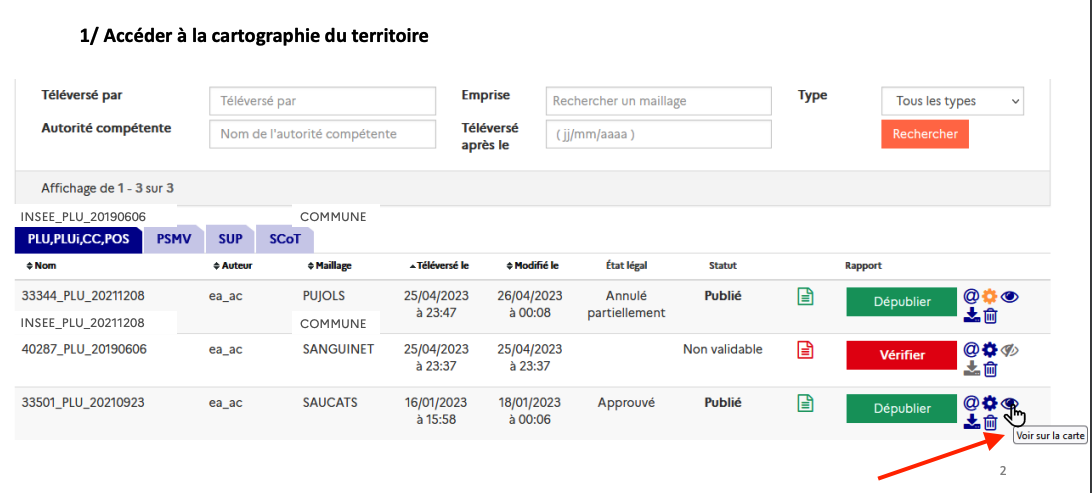 1/ Accéder à la cartographie du territoire
Téléversé par Téléversé par Emprise Rechercher un maillage Type Tous les types
Autorité compétente Nom de l'autorité compétente Téléversé après le ( jj/mm/aaaa ) Rechercher
Affichage de 1 - 3 sur 3
INSEE_PLU_20190606 COMMUNE
PLU,PLUi,CC,POS PSMV SUP SCoT
Nom Auteur Maillage Téléversé le Modifié le État légal Statut Rapport
33344_PLU_20211208 ea_ac PUJOLS 25/04/2023 26/04/2023 Annulé Publié Dépublier @
à 23:47 à 00:08 partiellement
INSEE_PLU_20211208 COMMUNE
40287_PLU_20190606 ea_ac SANGUINET 25/04/2023 25/04/2023 Non validable Vérifier @
à 23:37 à 23:37
33501_PLU_20210923 ea_ac SAUCATS 16/01/2023 18/01/2023 Approuvé Publié Dépublier @
à 15:58 à 00:06
Voir sur la carte
2